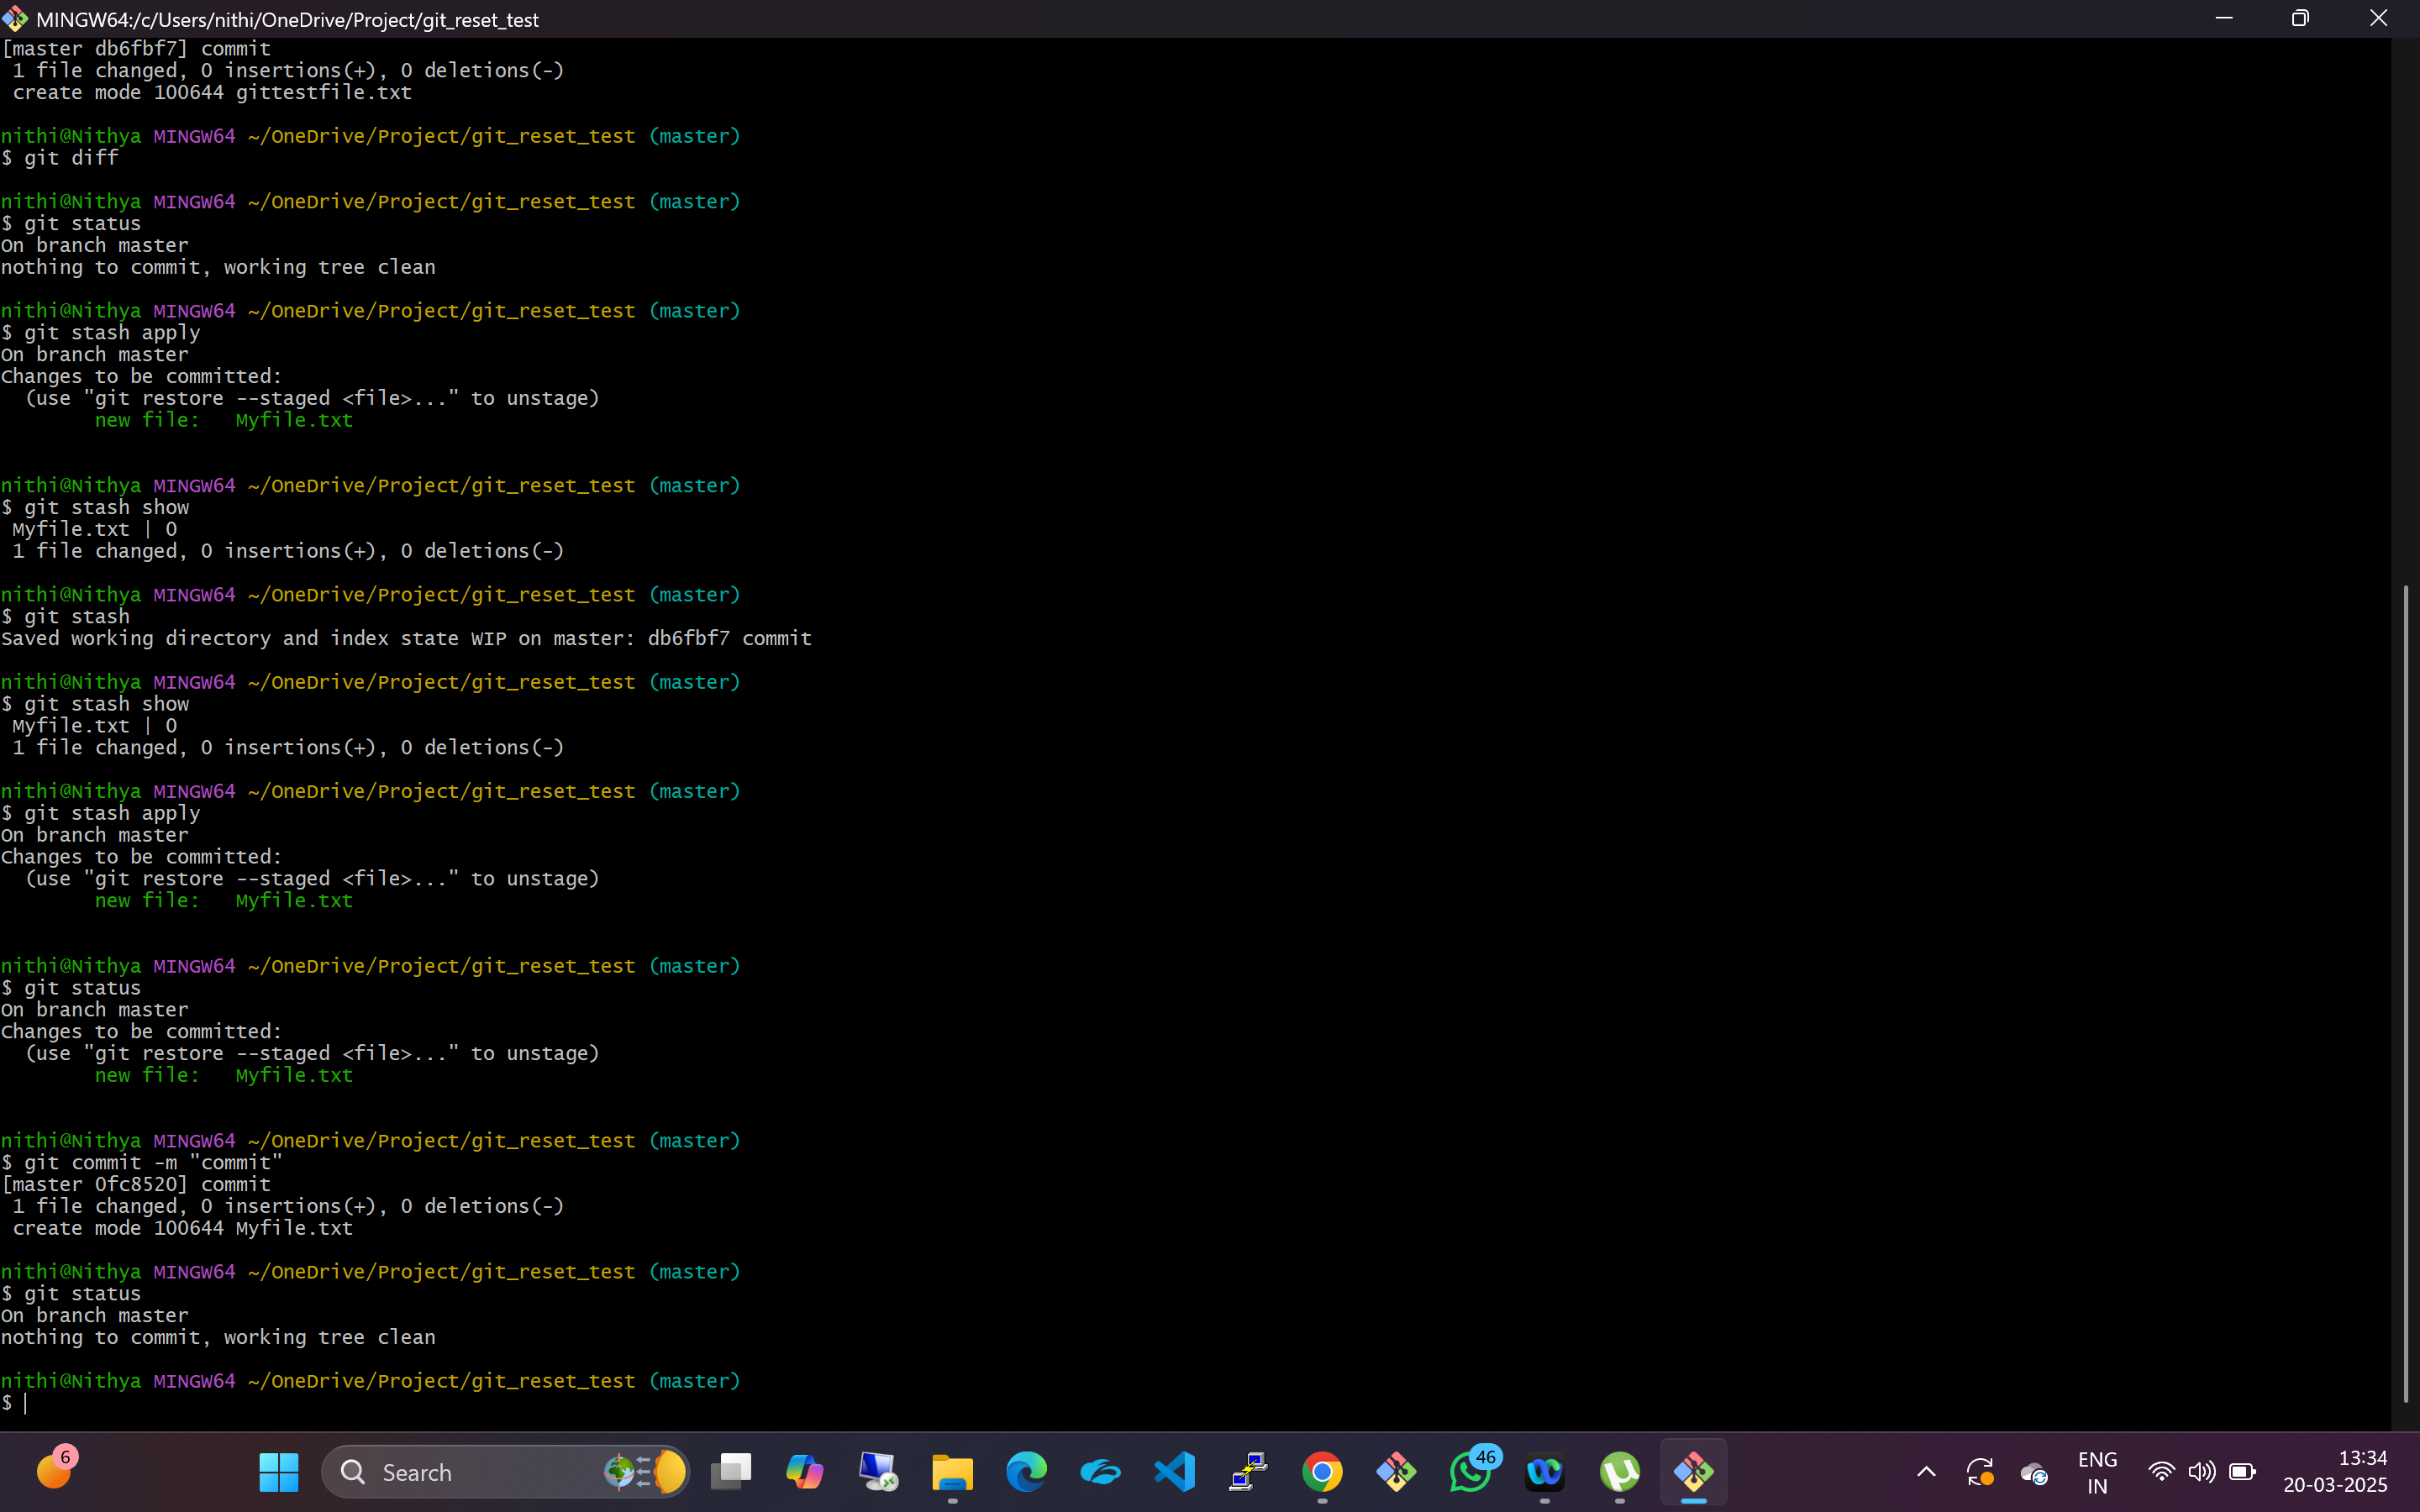 MINGW64:/c/Users/nithi/OneDrive/Project/git_reset_test
[master db6fbf7] commit
 1 file changed, 0 insertions(+), 0 deletions(-)
 create mode 100644 gittestfile.txt

nithi@Nithya MINGW64 ~/OneDrive/Project/git_reset_test (master)
$ git diff

nithi@Nithya MINGW64 ~/OneDrive/Project/git_reset_test (master)
$ git status
On branch master
nothing to commit, working tree clean

nithi@Nithya MINGW64 ~/OneDrive/Project/git_reset_test (master)
$ git stash apply
On branch master
Changes to be committed:
  (use "git restore --staged <file>..." to unstage)
        new file:   Myfile.txt

nithi@Nithya MINGW64 ~/OneDrive/Project/git_reset_test (master)
$ git stash show
 Myfile.txt | 0
 1 file changed, 0 insertions(+), 0 deletions(-)

nithi@Nithya MINGW64 ~/OneDrive/Project/git_reset_test (master)
$ git stash
Saved working directory and index state WIP on master: db6fbf7 commit

nithi@Nithya MINGW64 ~/OneDrive/Project/git_reset_test (master)
$ git stash show
 Myfile.txt | 0
 1 file changed, 0 insertions(+), 0 deletions(-)

nithi@Nithya MINGW64 ~/OneDrive/Project/git_reset_test (master)
$ git stash apply
On branch master
Changes to be committed:
  (use "git restore --staged <file>..." to unstage)
        new file:   Myfile.txt

nithi@Nithya MINGW64 ~/OneDrive/Project/git_reset_test (master)
$ git status
On branch master
Changes to be committed:
  (use "git restore --staged <file>..." to unstage)
        new file:   Myfile.txt

nithi@Nithya MINGW64 ~/OneDrive/Project/git_reset_test (master)
$ git commit -m "commit"
[master 0fc8520] commit
 1 file changed, 0 insertions(+), 0 deletions(-)
 create mode 100644 Myfile.txt

nithi@Nithya MINGW64 ~/OneDrive/Project/git_reset_test (master)
$ git status
On branch master
nothing to commit, working tree clean

nithi@Nithya MINGW64 ~/OneDrive/Project/git_reset_test (master)
$
6
Search
46
ENG
IN
13:34
20-03-2025